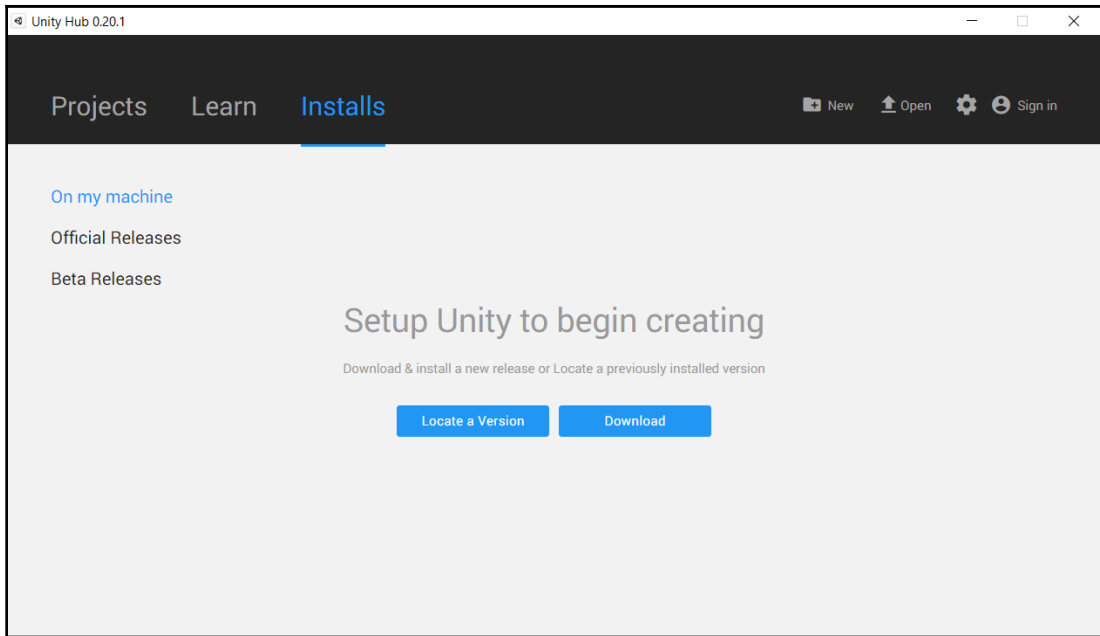 Unity Hub 0.20.1
Projects Learn Installs New Open Sign in
On my machine
Official Releases
Beta Releases
Setup Unity to begin creating
Download & install a new release or Locate a previously installed version
Locate a Version Download